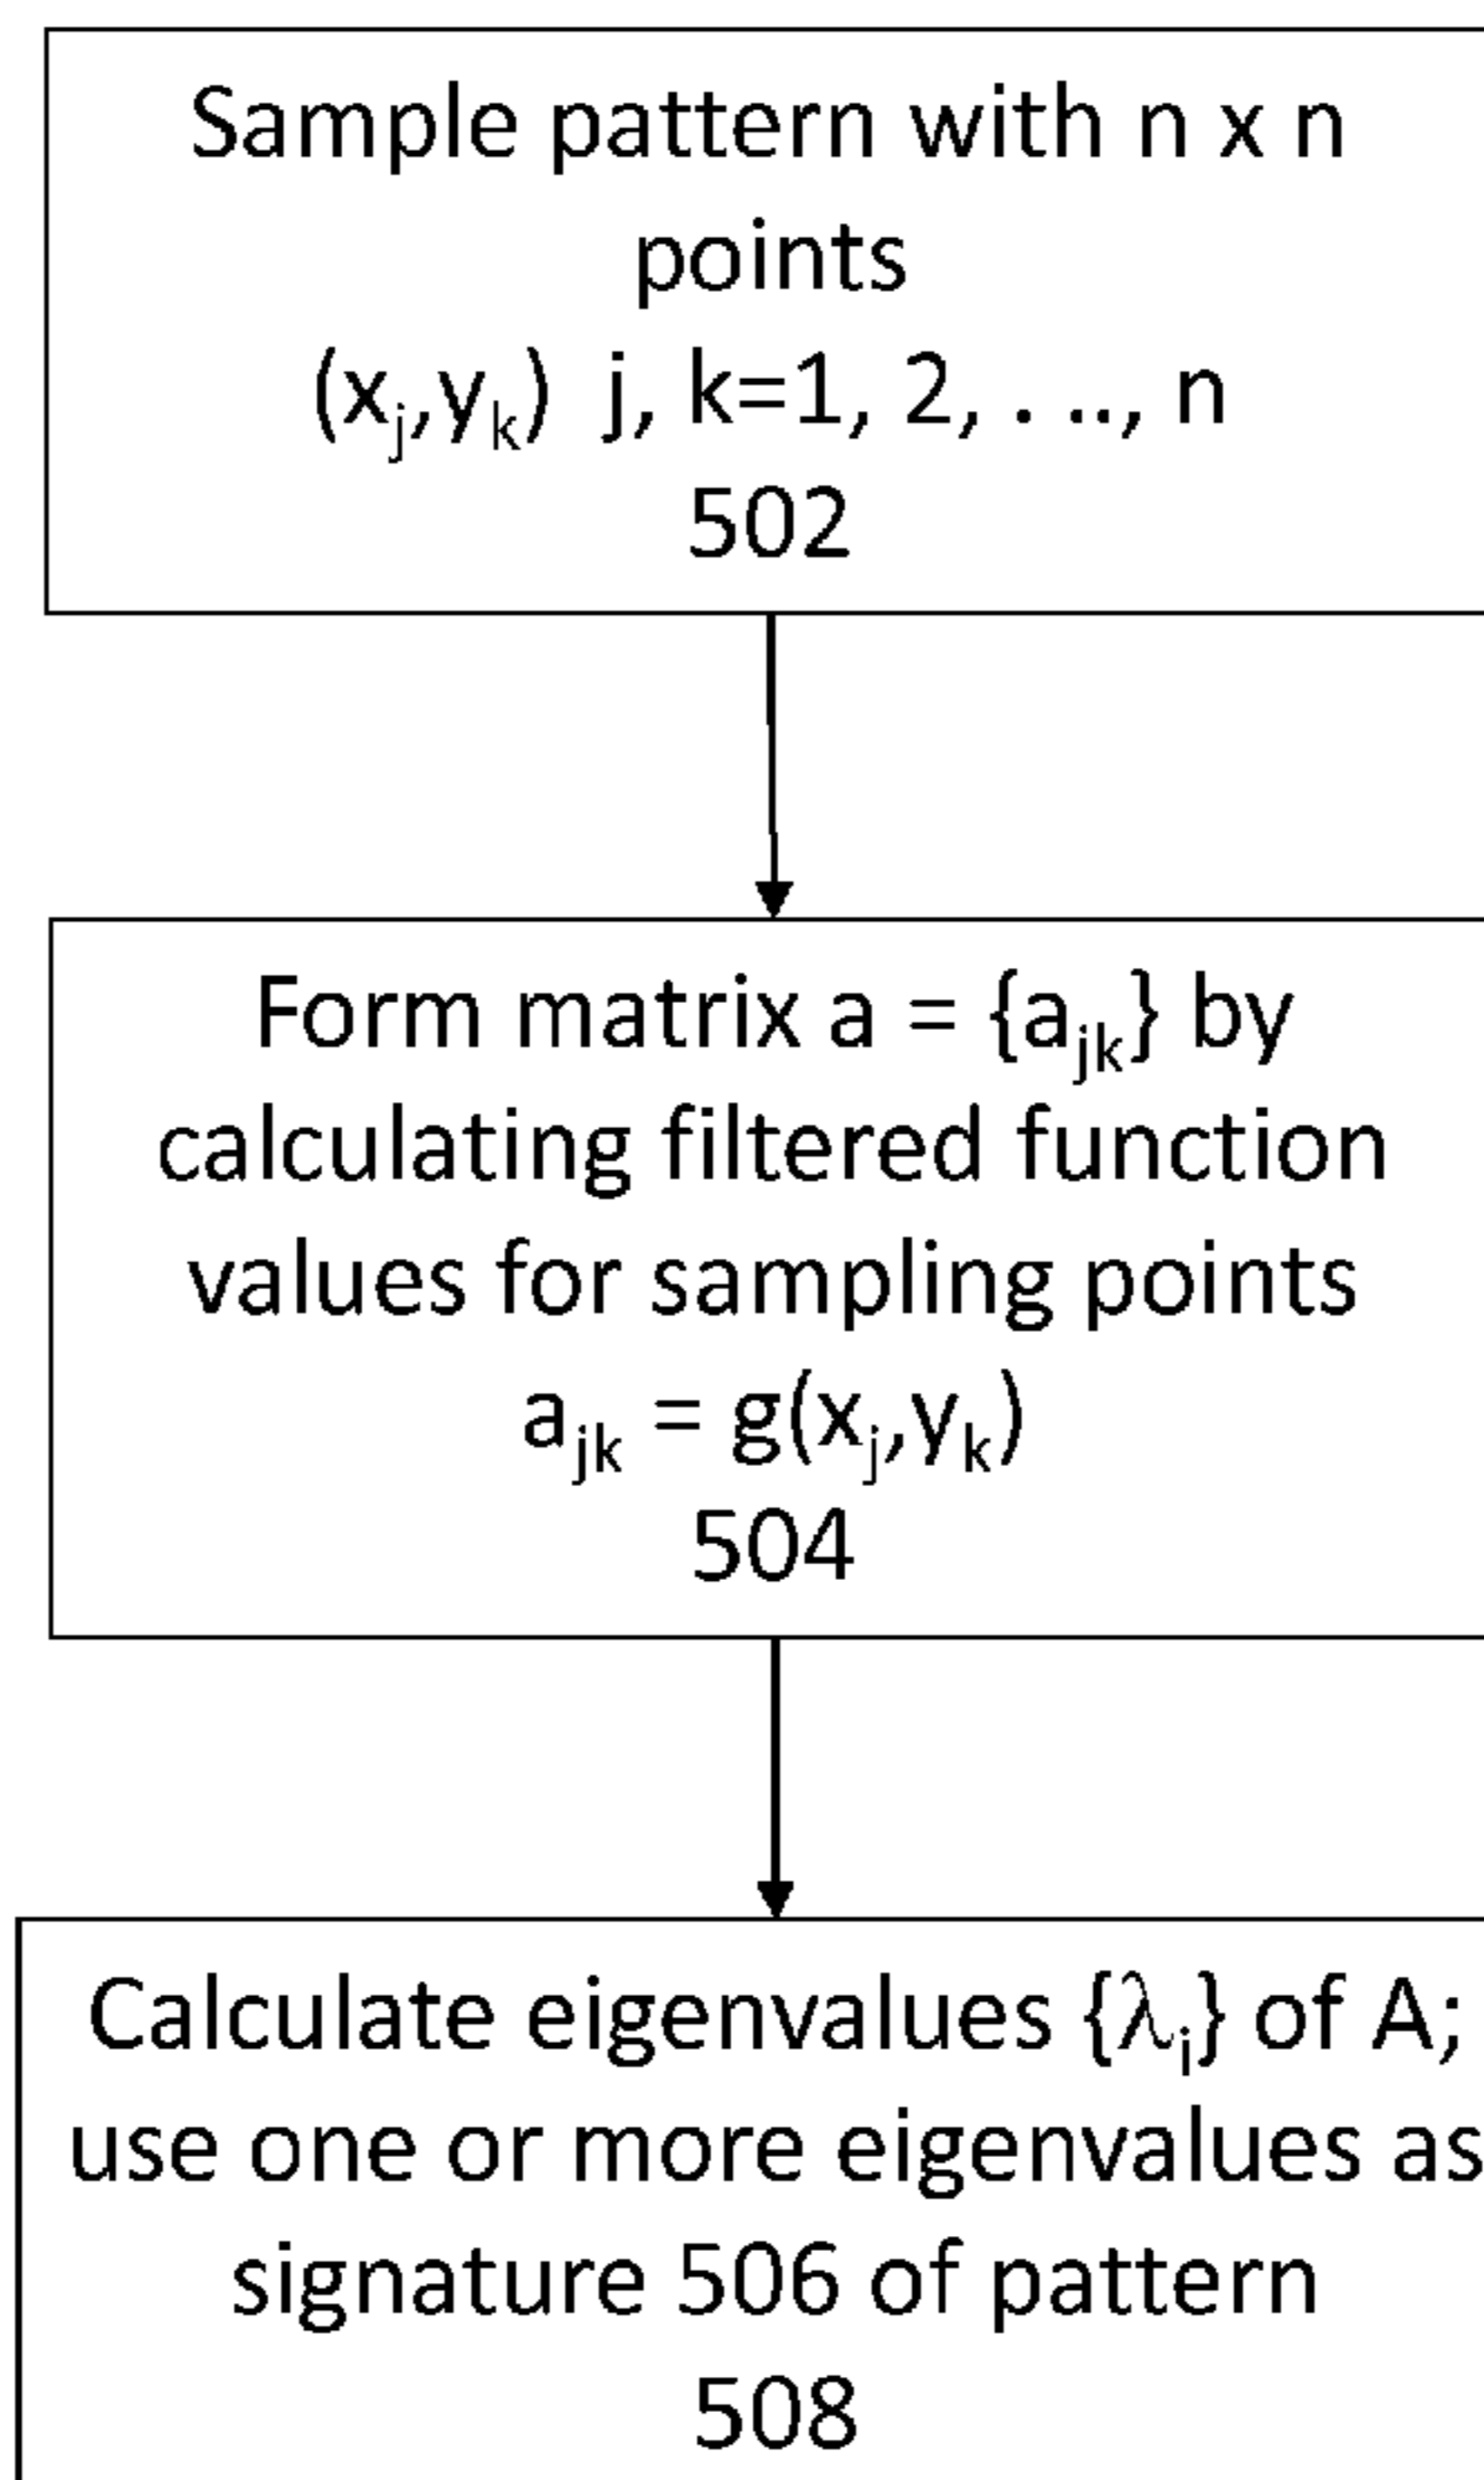 Sample pattern with n x n
points
(xⱼ,yₖ) j, k=1, 2, . .., n
502
Form matrix a = {aⱼₖ} by
calculating filtered function
values for sampling points
aⱼₖ = g(xⱼ,yₖ)
504
Calculate eigenvalues {λᵢ} of A;
use one or more eigenvalues as
signature 506 of pattern
508